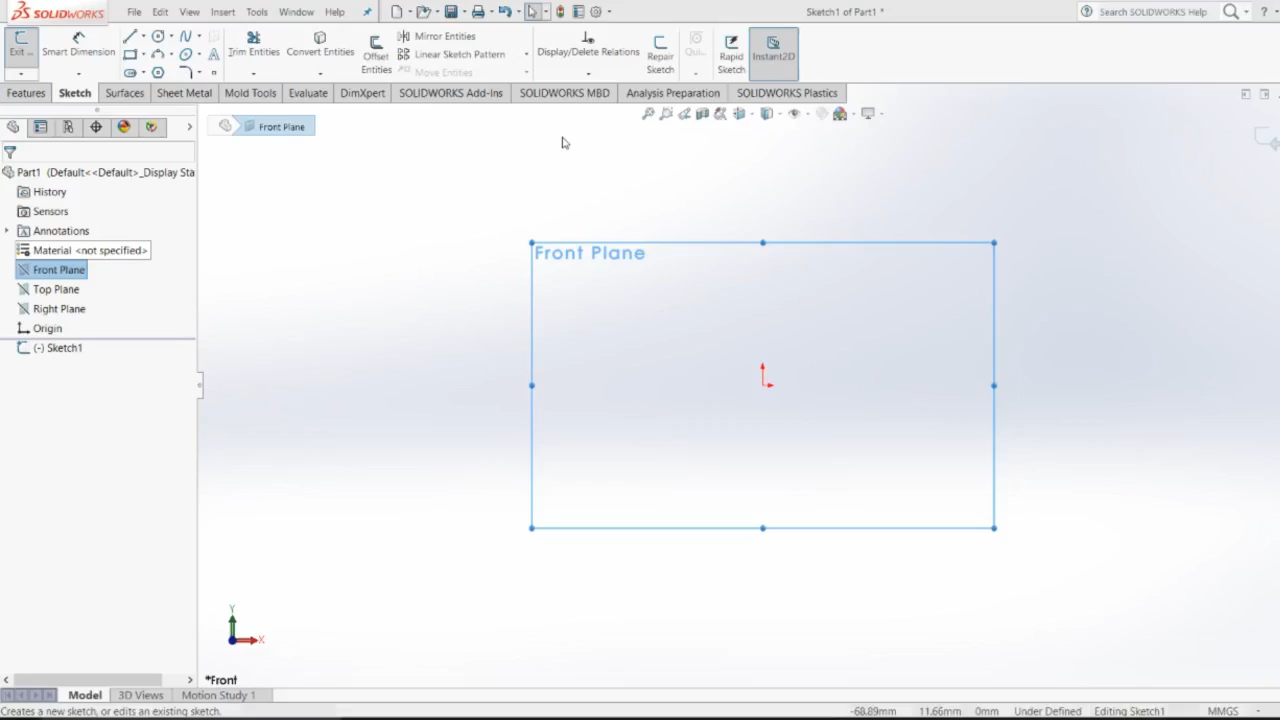 SOLIDWORKS File Edit View Insert Tools Window Help Sketch1 of Part1 * Search SOLIDWORKS Help ?
Exit ... Smart Dimension Trim Entities Convert Entities Offset Entities Mirror Entities Display/Delete Relations Repair Sketch Qui... Rapid Sketch Instant2D
Linear Sketch Pattern
Move Entities
Features Sketch Surfaces Sheet Metal Mold Tools Evaluate DimXpert SOLIDWORKS Add-Ins SOLIDWORKS MBD Analysis Preparation SOLIDWORKS Plastics
Front Plane
Part1 (Default<<Default>_Display Sta
History
Sensors
Annotations
Material <not specified>
Front Plane
Top Plane
Right Plane
Origin
(-) Sketch1
Front Plane
Y
X
*Front
Model 3D Views Motion Study 1
Creates a new sketch, or edits an existing sketch. -68.89mm 11.66mm 0mm Under Defined Editing Sketch1 MMGS